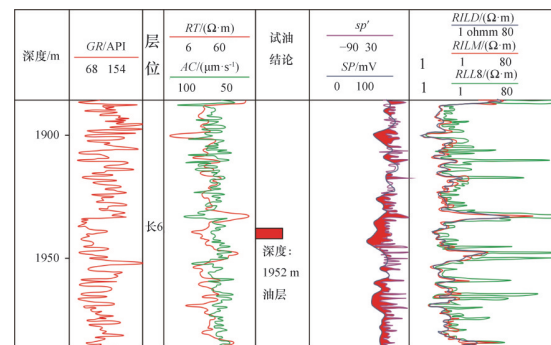 深度/m
GR/API
68 154
层位
RT/(Ω·m)
6 60
AC/(μm·s⁻¹)
100 50
试油
结论
sp′
−90 30
SP/mV
0 100
RILD/(Ω·m)
1 ohmm 80
RILM/(Ω·m)
1 1 80
RLL8/(Ω·m)
1 1 80
1900
长6
深度:
1950
1952 m
油层